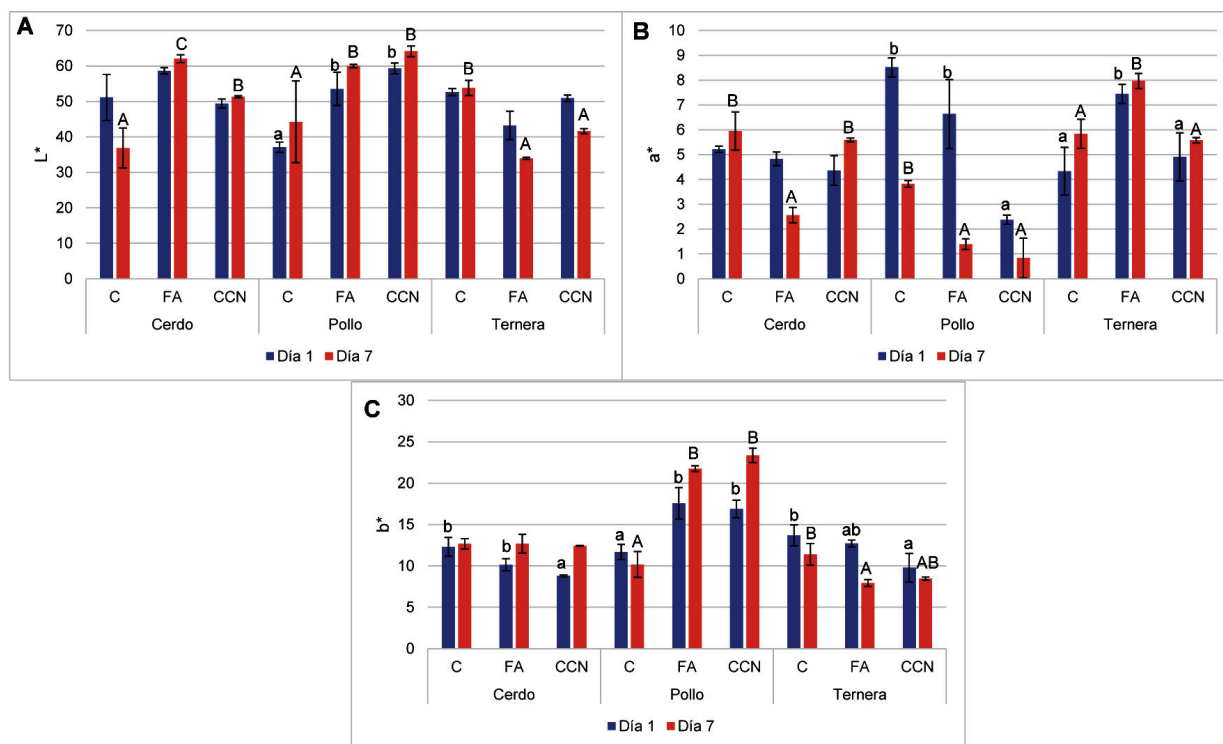 A
L*
70
60
50
40
30
20
10
0
A C B A b B b B B A A
a
C FA CCN C FA CCN C FA CCN
Cerdo Pollo Ternera
Día 1 Día 7
B
a*
10
9
8
7
6
5
4
3
2
1
0
B A B b B b A a A a A b B a A
C FA CCN C FA CCN C FA CCN
Cerdo Pollo Ternera
Día 1 Día 7
C
b*
30
25
20
15
10
5
0
b b a a A b B b B b B ab A a AB
C FA CCN C FA CCN C FA CCN
Cerdo Pollo Ternera
Día 1 Día 7